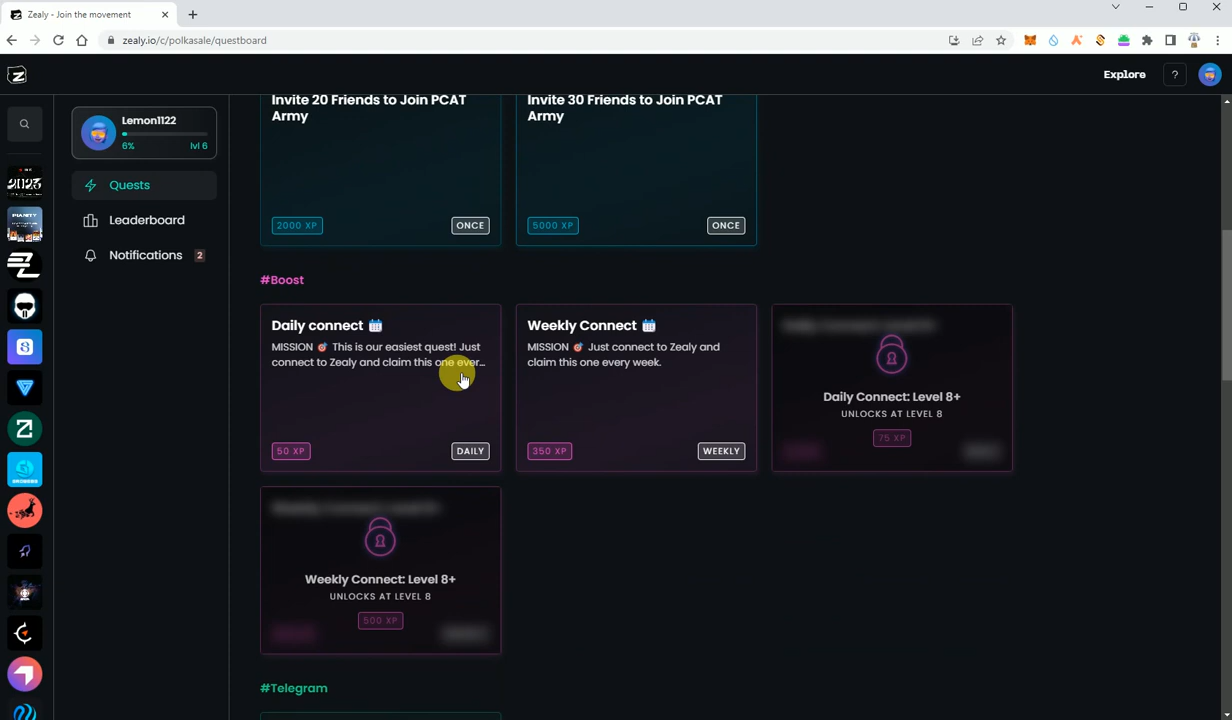 Zealy - Join the movement
zealy.io/c/polkasale/questboard
Explore
?
Lemon1122
6%
lvl 6
Quests
Leaderboard
Notifications 2
Invite 20 Friends to Join PCAT
Army
2000 XP
ONCE
Invite 30 Friends to Join PCAT
Army
5000 XP
ONCE
#Boost
Daily connect
MISSION 🎯 This is our easiest quest! Just
connect to Zealy and claim this one ever...
50 XP
DAILY
Weekly Connect
MISSION 🎯 Just connect to Zealy and
claim this one every week.
350 XP
WEEKLY
Daily Connect: Level 8+
UNLOCKS AT LEVEL 8
75 XP
Weekly Connect: Level 8+
UNLOCKS AT LEVEL 8
500 XP
#Telegram